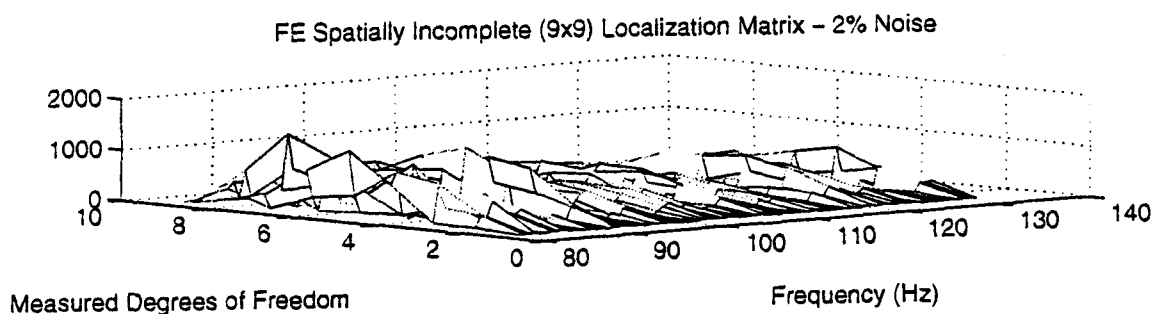 FE Spatially Incomplete (9x9) Localization Matrix – 2% Noise
2000
1000
0
10 8 6 4 2 0
80 90 100 110 120 130 140
Measured Degrees of Freedom
Frequency (Hz)